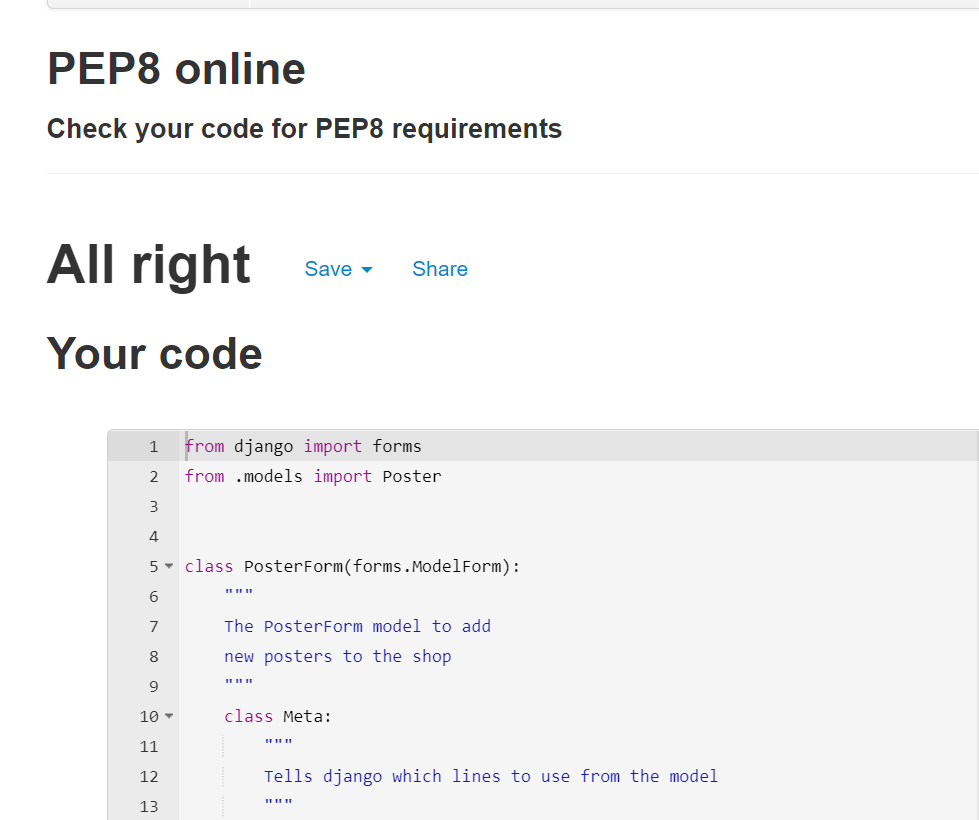 PEP8 online
Check your code for PEP8 requirements
All right Save Share
Your code
1 from django import forms
2 from .models import Poster
3
4
5 class PosterForm(forms.ModelForm):
6 """
7 The PosterForm model to add
8 new posters to the shop
9 """
10 class Meta:
11 """
12 Tells django which lines to use from the model
13 """